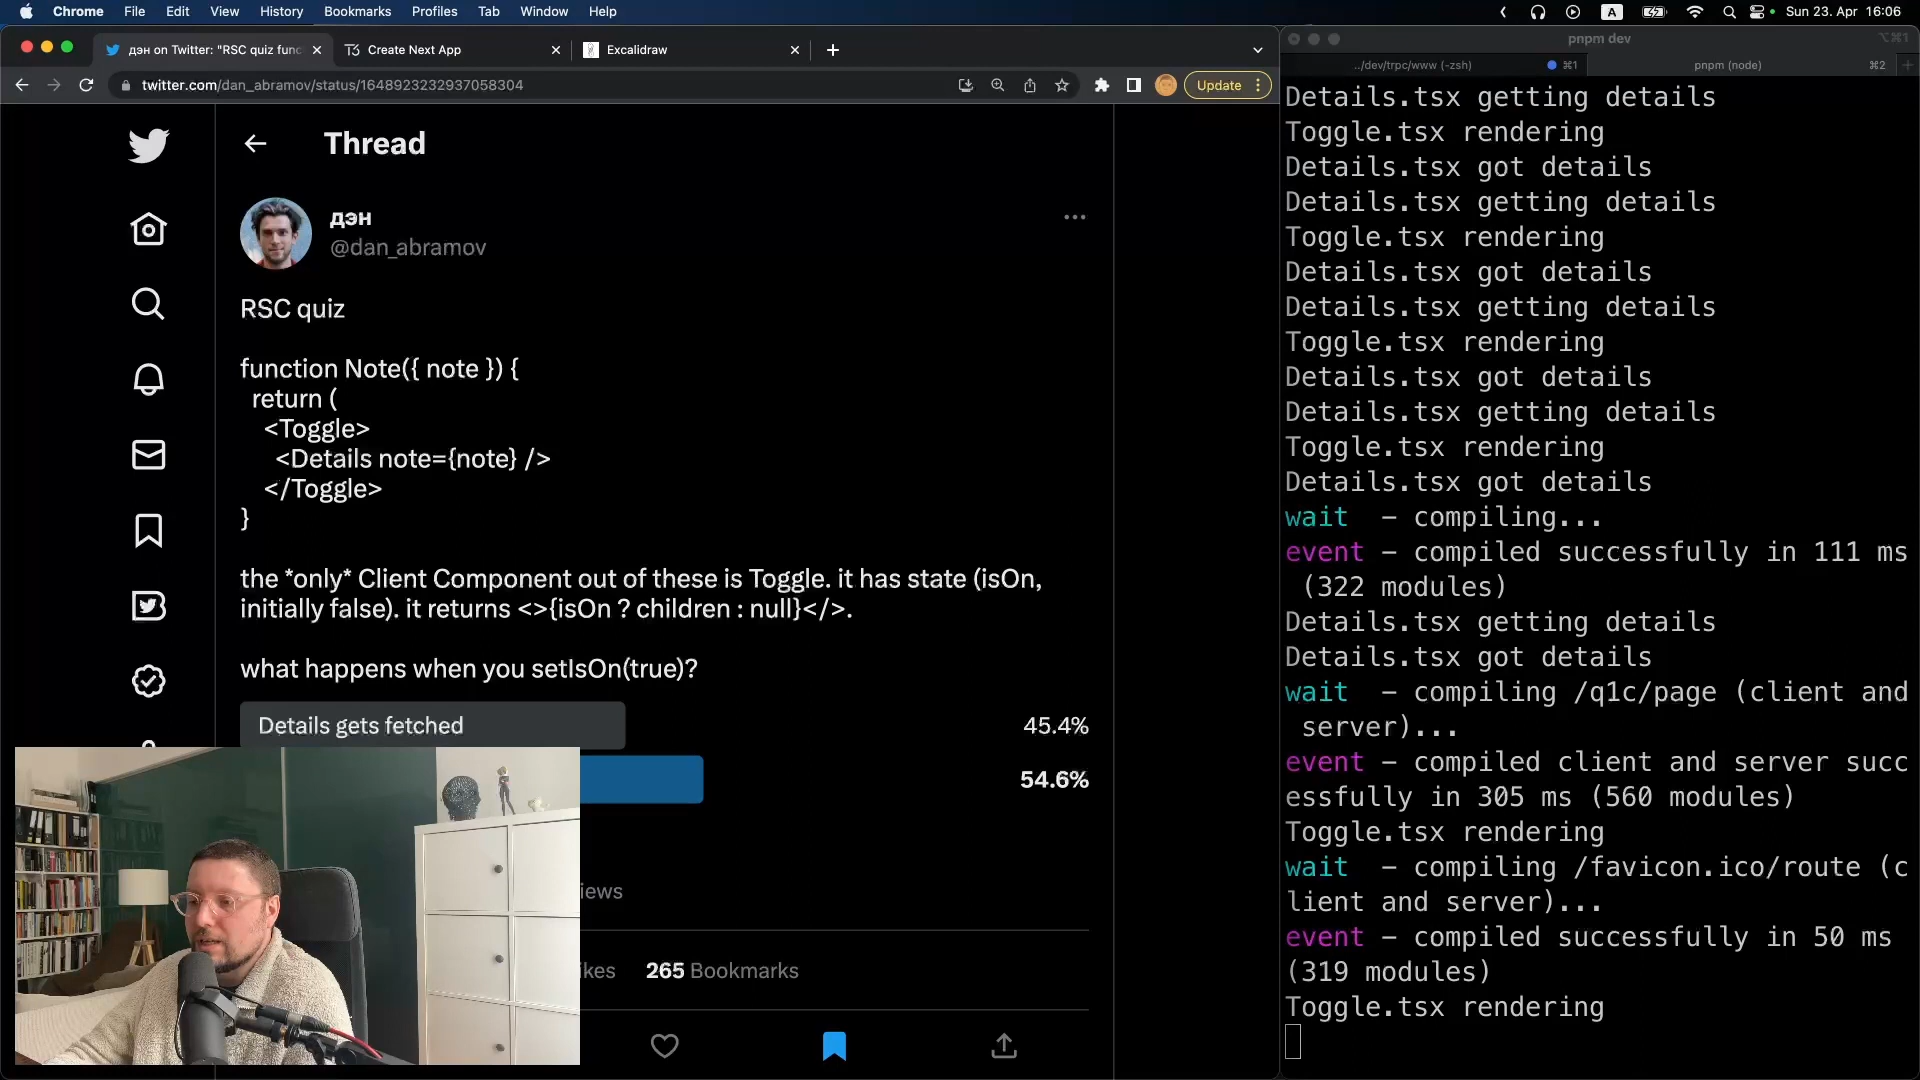 Chrome File Edit View History Bookmarks Profiles Tab Window Help
A
Sun 23. Apr 16:06
дэн on Twitter: "RSC quiz func
T3 Create Next App
Excalidraw
twitter.com/dan_abramov/status/1648923232937058304
Update
Thread
дэн
@dan_abramov
RSC quiz
function Note({ note }) {
return (
<Toggle>
<Details note={note} />
</Toggle>
}
the *only* Client Component out of these is Toggle. it has state (isOn,
initially false). it returns <>{isOn ? children : null}</>.
what happens when you setIsOn(true)?
Details gets fetched 45.4%
54.6%
iews
ikes 265 Bookmarks
pnpm dev
⌥⌘1
../dev/trpc/www (-zsh) ⌘1
pnpm (node) ⌘2
Details.tsx getting details
Toggle.tsx rendering
Details.tsx got details
Details.tsx getting details
Toggle.tsx rendering
Details.tsx got details
Details.tsx getting details
Toggle.tsx rendering
Details.tsx got details
Details.tsx getting details
Toggle.tsx rendering
Details.tsx got details
wait – compiling...
event – compiled successfully in 111 ms
(322 modules)
Details.tsx getting details
Details.tsx got details
wait – compiling /q1c/page (client and
server)...
event – compiled client and server succ
essfully in 305 ms (560 modules)
Toggle.tsx rendering
wait – compiling /favicon.ico/route (c
lient and server)...
event – compiled successfully in 50 ms
(319 modules)
Toggle.tsx rendering